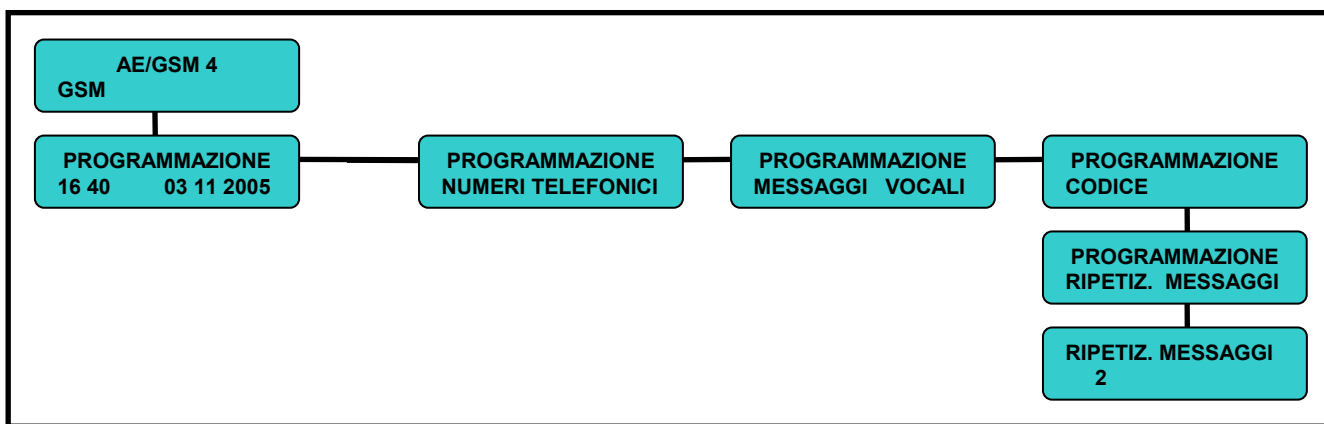 AE/GSM 4
GSM
PROGRAMMAZIONE
16 40 03 11 2005
PROGRAMMAZIONE
NUMERI TELEFONICI
PROGRAMMAZIONE
MESSAGGI VOCALI
PROGRAMMAZIONE
CODICE
PROGRAMMAZIONE
RIPETIZ. MESSAGGI
RIPETIZ. MESSAGGI
2